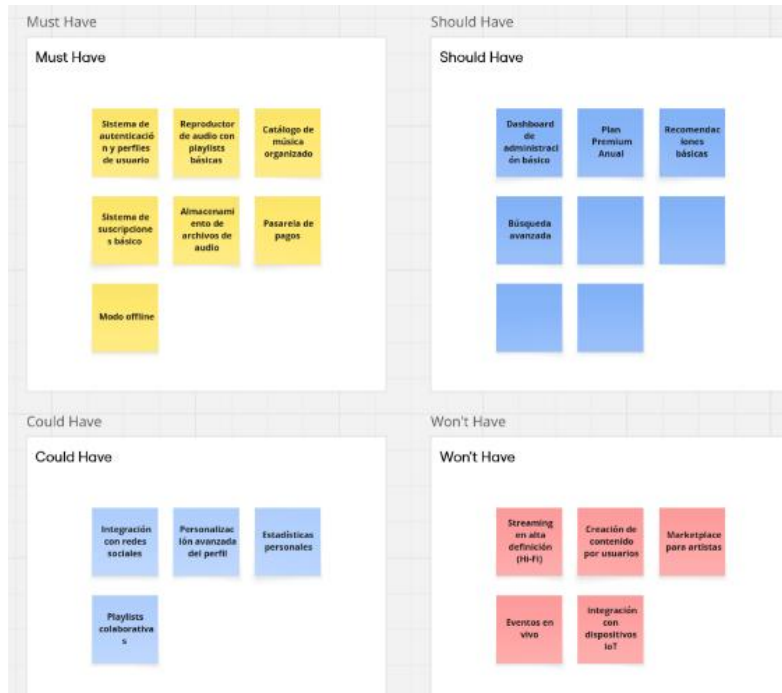 Must Have
Must Have
Sistema de
autenticació
n y perfiles
de usuario
Reproductor
de audio con
playlists
básicas
Catálogo de
música
organizado
Sistema de
suscripcione
s básico
Almacenami
ento de
archivos de
audio
Pasarela de
pagos
Modo offline
Should Have
Should Have
Dashboard
de
administraci
ón básico
Plan
Premium
Anual
Recomendac
iones
básicas
Búsqueda
avanzada
Could Have
Could Have
Integración
con redes
sociales
Personalizac
ión avanzada
del perfil
Estadísticas
personales
Playlists
colaborativa
s
Won't Have
Won't Have
Streaming
en alta
definición
(Hi-Fi)
Creación de
contenido
por usuarios
Marketplace
para artistas
Eventos en
vivo
Integración
con
dispositivos
IoT